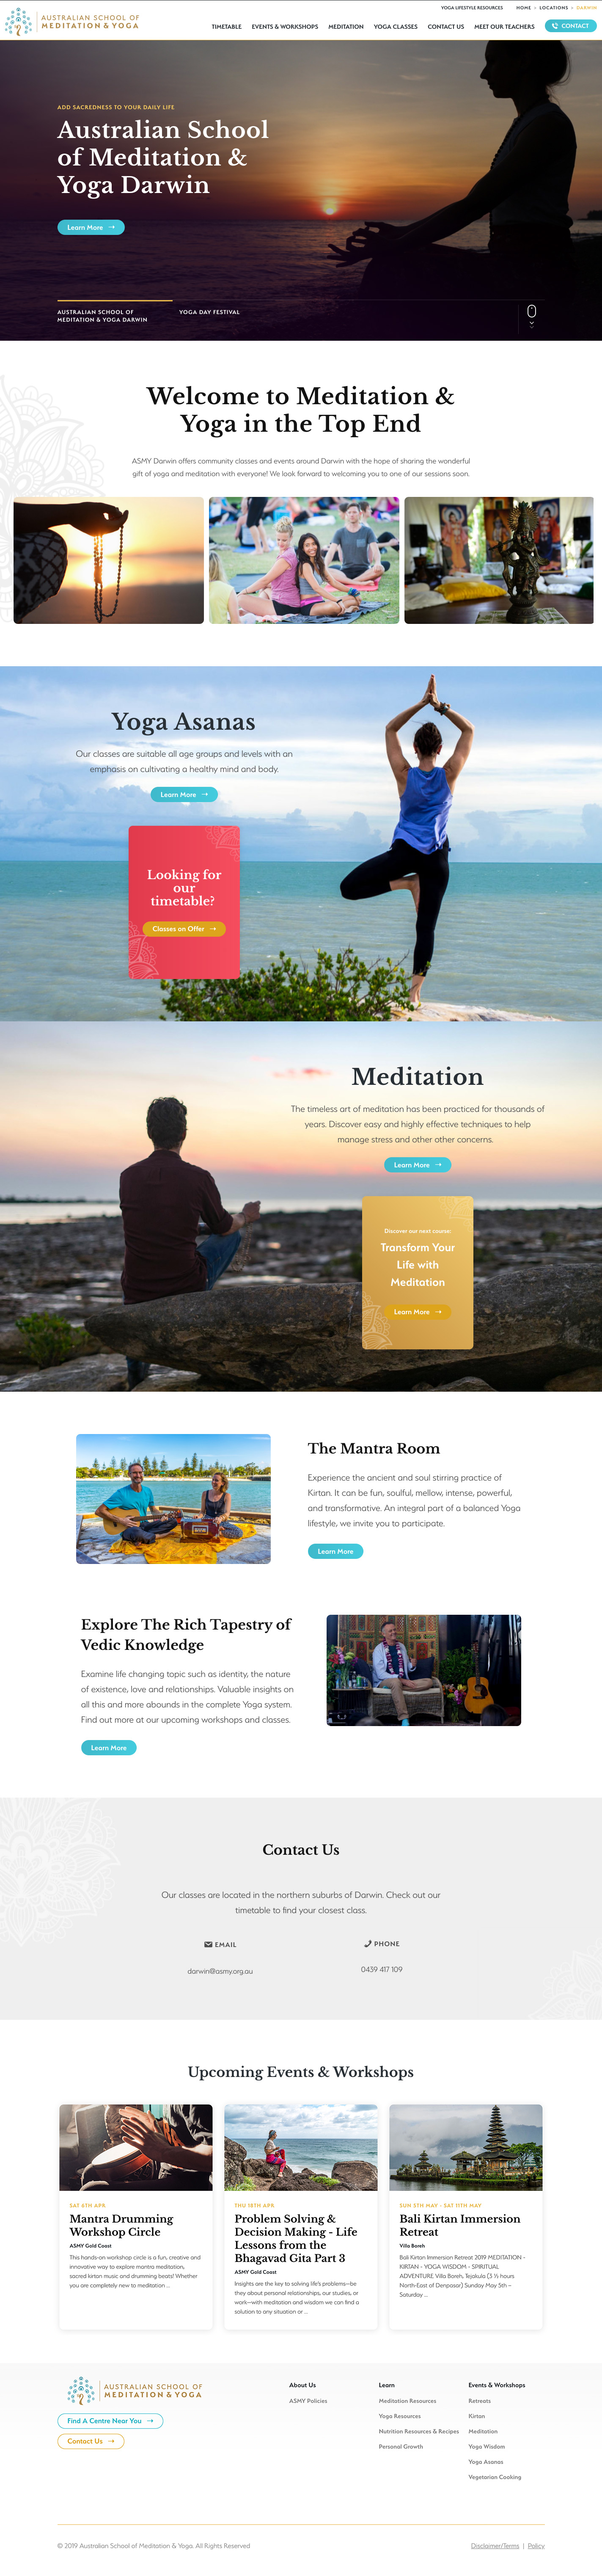 AUSTRALIAN SCHOOL OF
MEDITATION & YOGA
YOGA LIFESTYLE RESOURCES
HOME
LOCATIONS
DARWIN
TIMETABLE
EVENTS & WORKSHOPS
MEDITATION
YOGA CLASSES
CONTACT US
MEET OUR TEACHERS
CONTACT
ADD SACREDNESS TO YOUR DAILY LIFE
Australian School
of Meditation &
Yoga Darwin
Learn More
AUSTRALIAN SCHOOL OF
MEDITATION & YOGA DARWIN
YOGA DAY FESTIVAL
Welcome to Meditation &
Yoga in the Top End
ASMY Darwin offers community classes and events around Darwin with the hope of sharing the wonderful
gift of yoga and meditation with everyone! We look forward to welcoming you to one of our sessions soon.
Yoga Asanas
Our classes are suitable all age groups and levels with an
emphasis on cultivating a healthy mind and body.
Learn More
Looking for
our
timetable?
Classes on Offer
Meditation
The timeless art of meditation has been practiced for thousands of
years. Discover easy and highly effective techniques to help
manage stress and other other concerns.
Learn More
Discover our next course:
Transform Your
Life with
Meditation
Learn More
The Mantra Room
Experience the ancient and soul stirring practice of
Kirtan. It can be fun, soulful, mellow, intense, powerful,
and transformative. An integral part of a balanced Yoga
lifestyle, we invite you to participate.
Learn More
Explore The Rich Tapestry of
Vedic Knowledge
Examine life changing topic such as identity, the nature
of existence, love and relationships. Valuable insights on
all this and more abounds in the complete Yoga system.
Find out more at our upcoming workshops and classes.
Learn More
Contact Us
Our classes are located in the northern suburbs of Darwin. Check out our
timetable to find your closest class.
EMAIL
darwin@asmy.org.au
PHONE
0439 417 109
Upcoming Events & Workshops
SAT 6TH APR
Mantra Drumming
Workshop Circle
ASMY Gold Coast
This hands-on workshop circle is a fun, creative and
innovative way to explore mantra meditation,
sacred kirtan music and drumming beats! Whether
you are completely new to meditation ...
THU 18TH APR
Problem Solving &
Decision Making - Life
Lessons from the
Bhagavad Gita Part 3
ASMY Gold Coast
Insights are the key to solving life's problems—be
they about personal relationships, our studies, or
work—with meditation and wisdom we can find a
solution to any situation or ...
SUN 5TH MAY - SAT 11TH MAY
Bali Kirtan Immersion
Retreat
Villa Boreh
Bali Kirtan Immersion Retreat 2019 MEDITATION -
KIRTAN - YOGA WISDOM - SPIRITUAL
ADVENTURE Villa Boreh, Tejakula (3 ½ hours
North-East of Denpasar) Sunday May 5th –
Saturday ...
AUSTRALIAN SCHOOL OF
MEDITATION & YOGA
Find A Centre Near You
Contact Us
About Us
ASMY Policies
Learn
Meditation Resources
Yoga Resources
Nutrition Resources & Recipes
Personal Growth
Events & Workshops
Retreats
Kirtan
Meditation
Yoga Wisdom
Yoga Asanas
Vegetarian Cooking
© 2019 Australian School of Meditation & Yoga. All Rights Reserved
Disclaimer/Terms | Policy